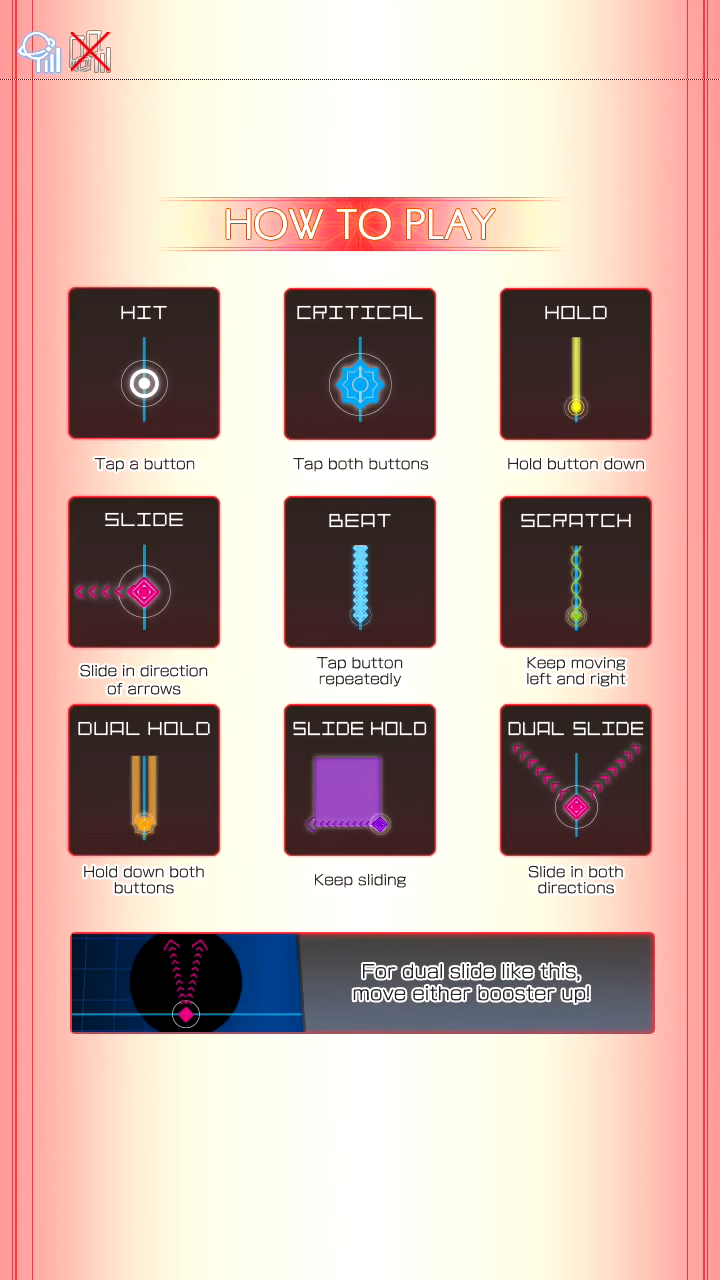 HOW TO PLAY
HIT
CRITICAL
HOLD
Tap a button
Tap both buttons
Hold button down
SLIDE
BEAT
SCRATCH
Slide in direction
of arrows
Tap button
repeatedly
Keep moving
left and right
DUAL HOLD
SLIDE HOLD
DUAL SLIDE
Hold down both
buttons
Keep sliding
Slide in both
directions
For dual slide like this,
move either booster up!